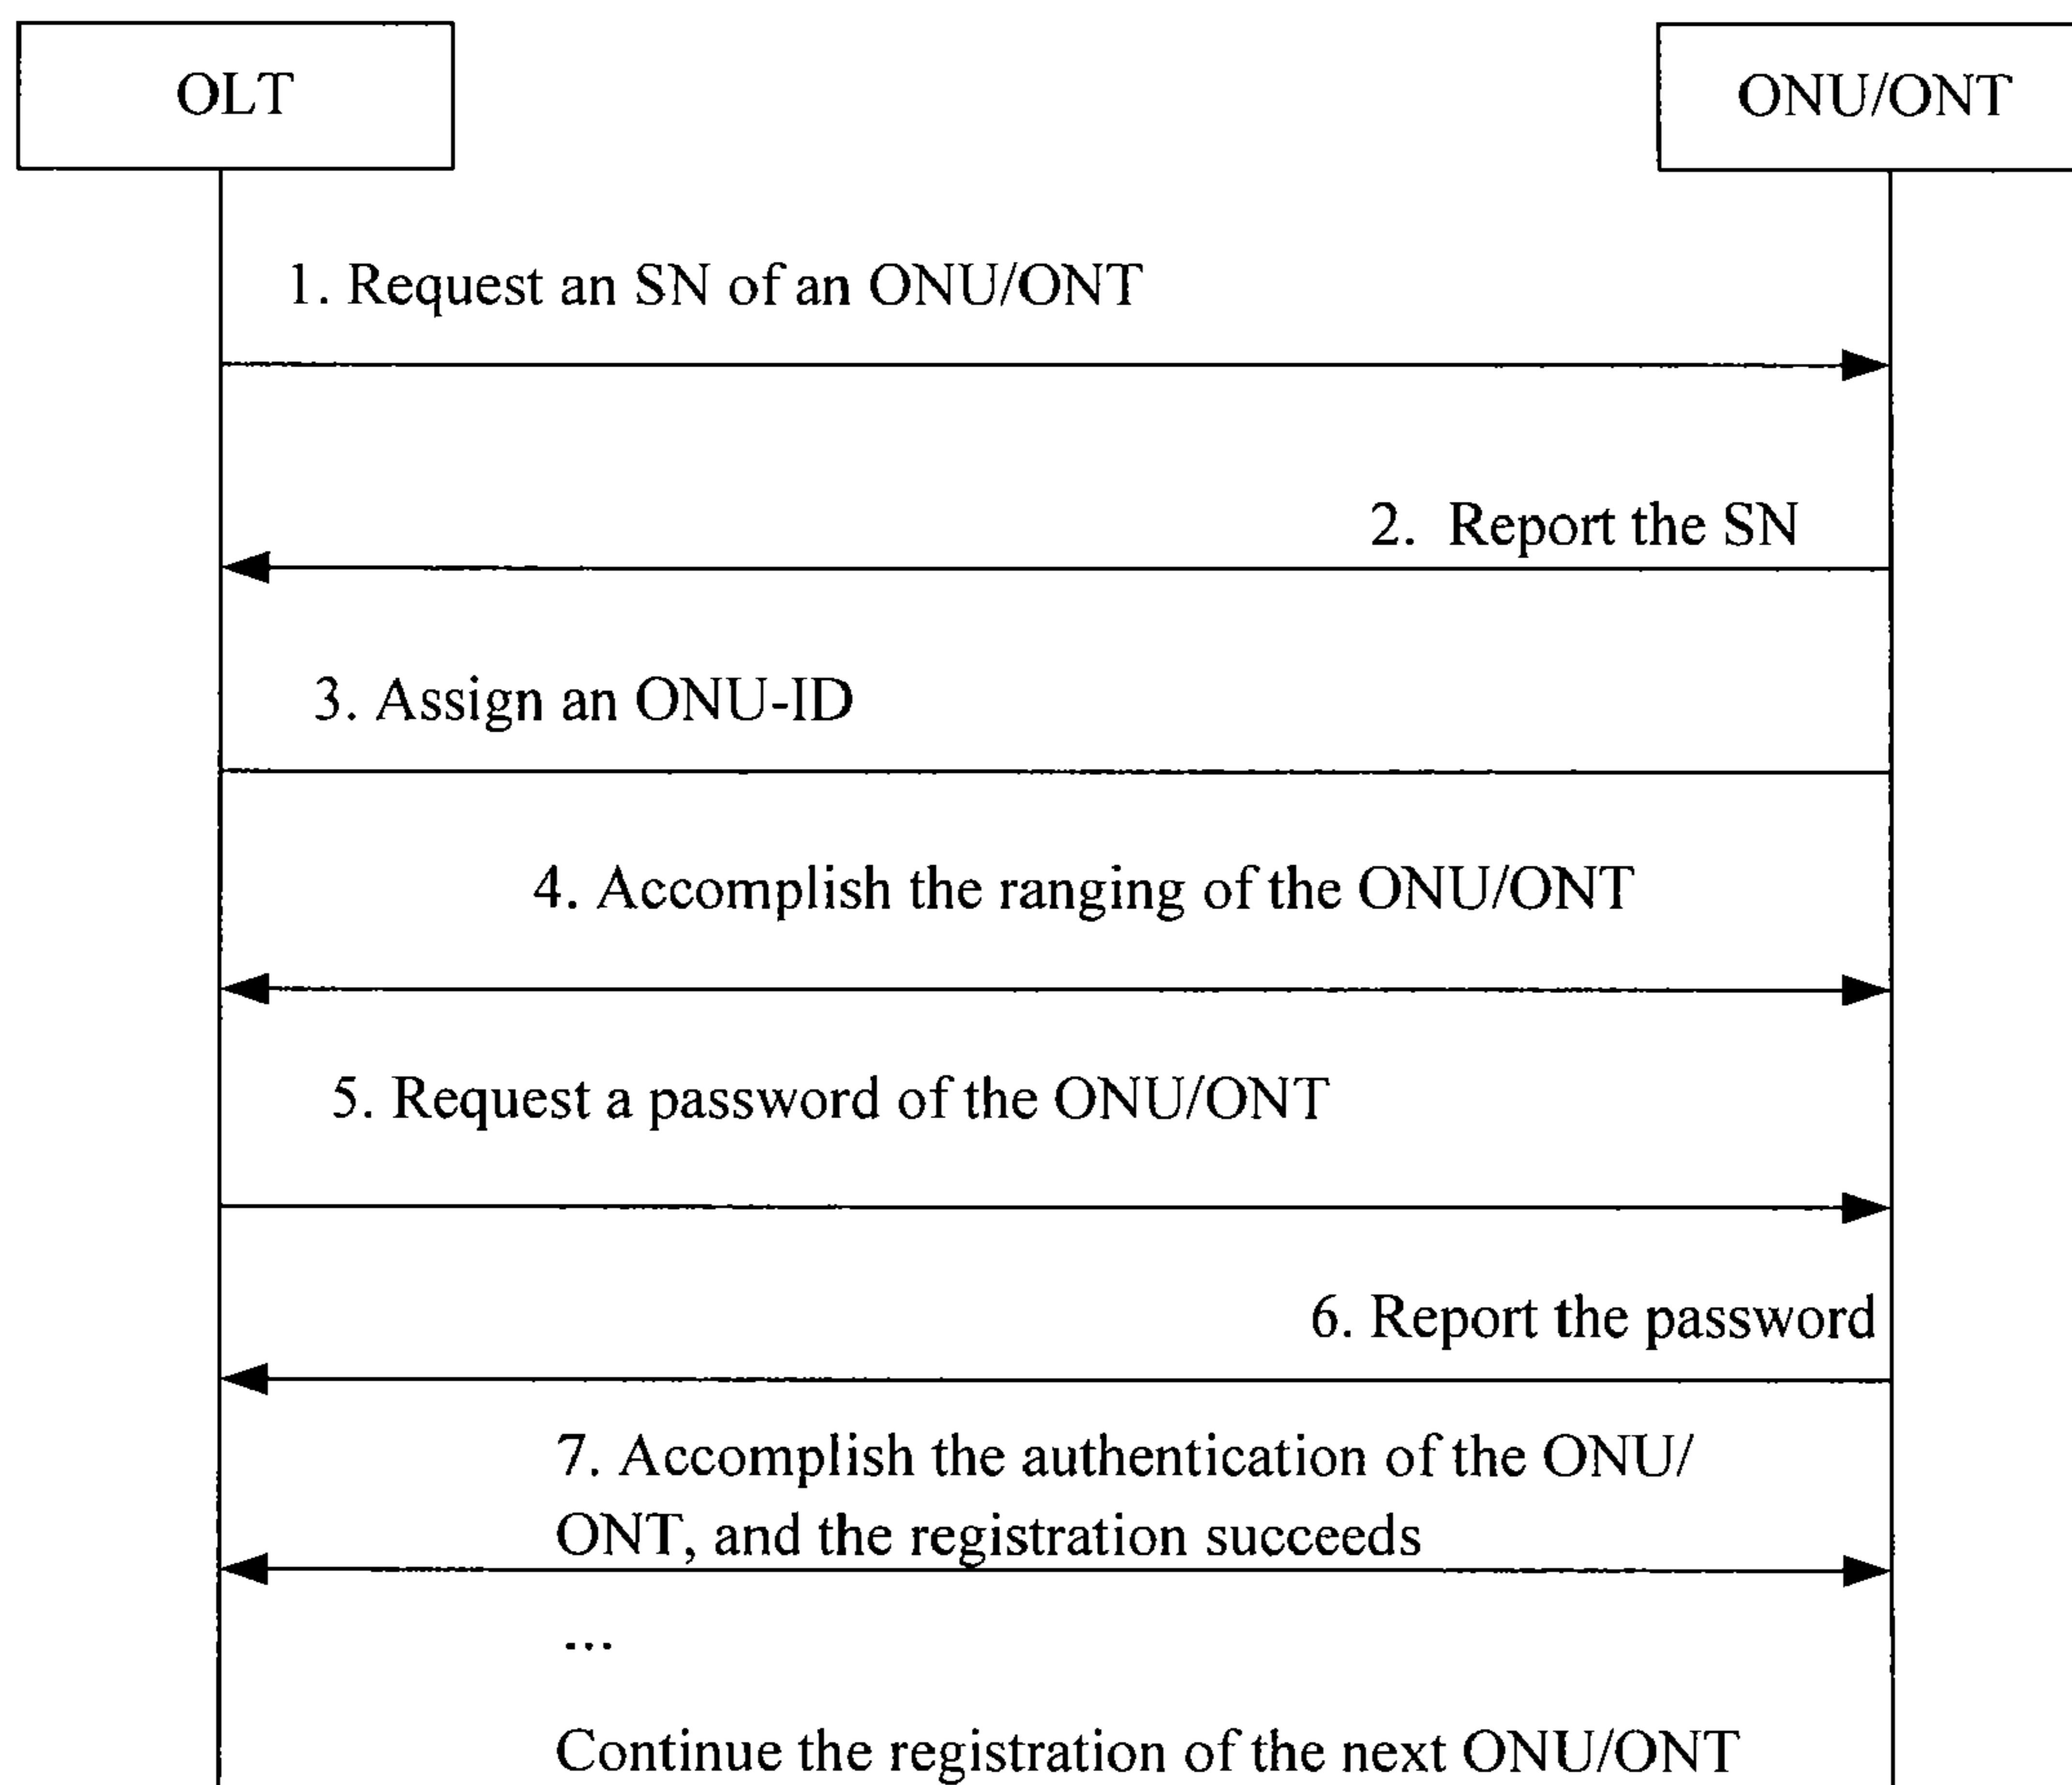 OLT
ONU/ONT
1. Request an SN of an ONU/ONT
2. Report the SN
3. Assign an ONU-ID
4. Accomplish the ranging of the ONU/ONT
5. Request a password of the ONU/ONT
6. Report the password
7. Accomplish the authentication of the ONU/
ONT, and the registration succeeds
...
Continue the registration of the next ONU/ONT